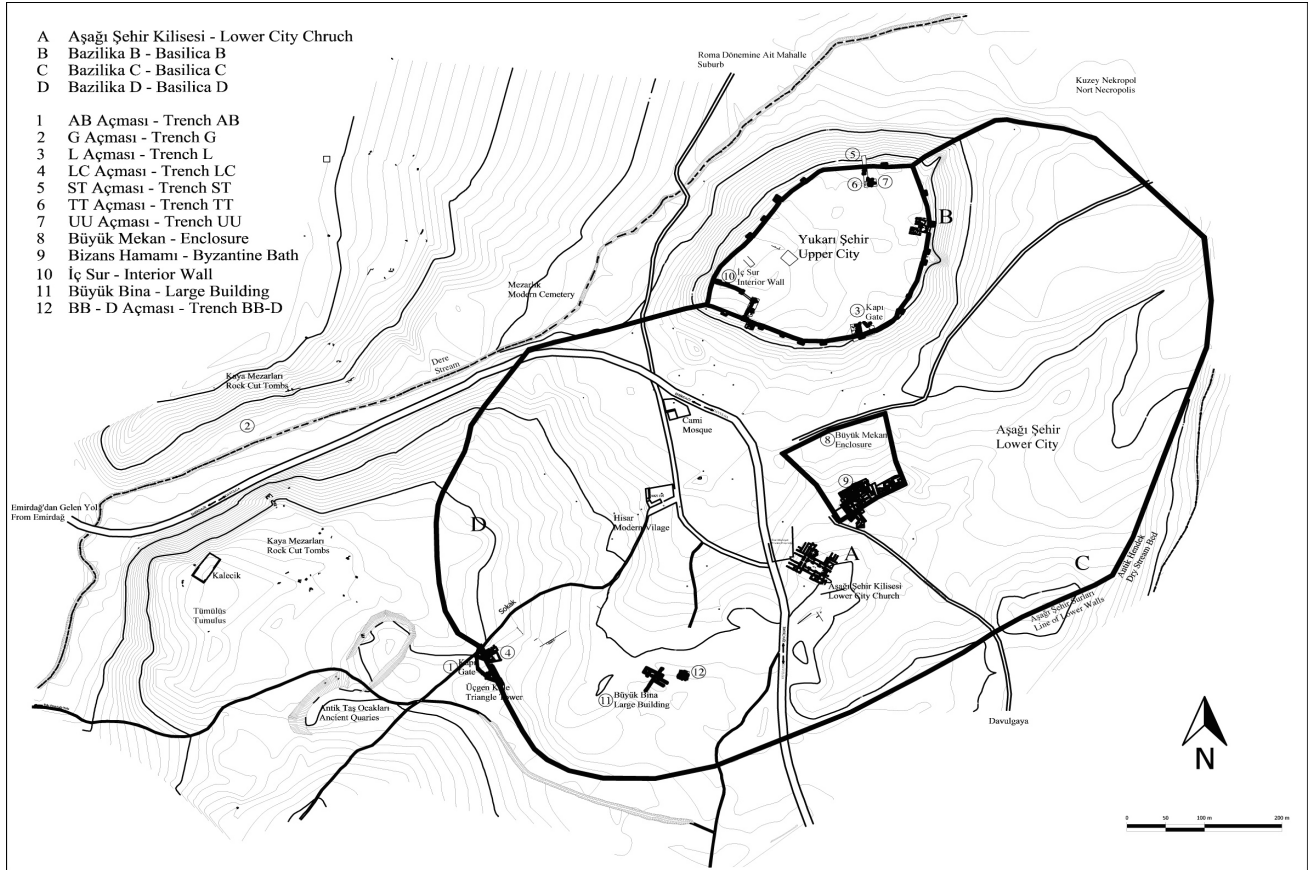 A Aşağı Şehir Kilisesi - Lower City Chruch
B Bazilika B - Basilica B
C Bazilika C - Basilica C
D Bazilika D - Basilica D
1 AB Açması - Trench AB
2 G Açması - Trench G
3 L Açması - Trench L
4 LC Açması - Trench LC
5 ST Açması - Trench ST
6 TT Açması - Trench TT
7 UU Açması - Trench UU
8 Büyük Mekan - Enclosure
9 Bizans Hamamı - Byzantine Bath
10 İç Sur - Interior Wall
11 Büyük Bina - Large Building
12 BB - D Açması - Trench BB-D
Roma Dönemine Ait Mahalle
Suburb
Kuzey Nekropol
Nort Necropolis
5
6
7
B
Yukarı Şehir
Upper City
10
İç Sur
Interior Wall
3
Kapı
Gate
Mezarlık
Modern Cemetery
Dere
Stream
Kaya Mezarları
Rock Cut Tombs
2
Cami
Mosque
8
Büyük Mekan
Enclosure
Aşağı Şehir
Lower City
9
Emirdağ'dan Gelen Yol
From Emirdağ
D
Hisar
Modern Vilage
Kaya Mezarları
Rock Cut Tombs
Kalecik
A
Aşağı Şehir Kilisesi
Lower City Church
C
Antik Hendek
Dry Stream Bed
Aşağı Şehir Surları
Line of Lower Walls
Tümülüs
Tumulus
Sokak
1
Kapı
Gate
4
Üçgen Kule
Triangle Tower
11
Büyük Bina
Large Building
12
Antik Taş Ocakları
Ancient Quaries
Davulgaya
N
0 50 100 m 200 m